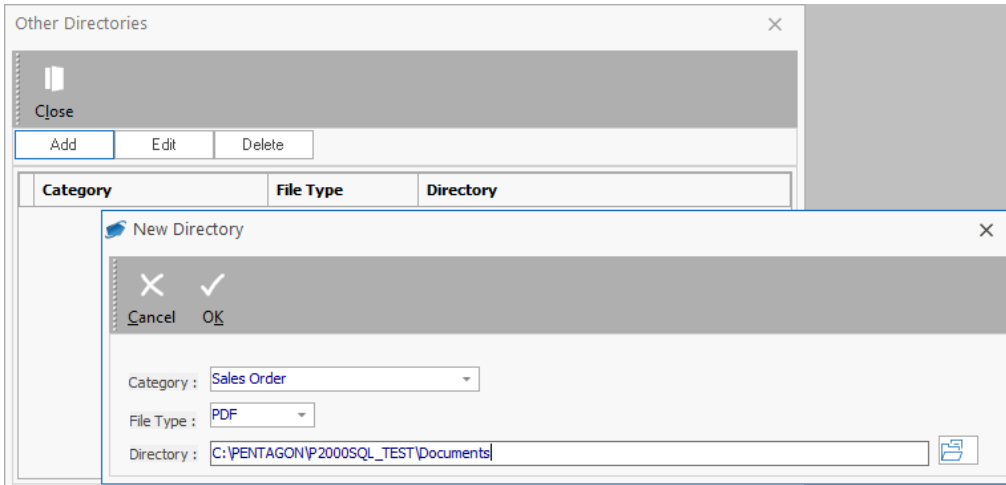 Other Directories
Close
Add Edit Delete
Category File Type Directory
New Directory
Cancel OK
Category : Sales Order
File Type : PDF
Directory : C:\PENTAGON\P2000SQL_TEST\Documents